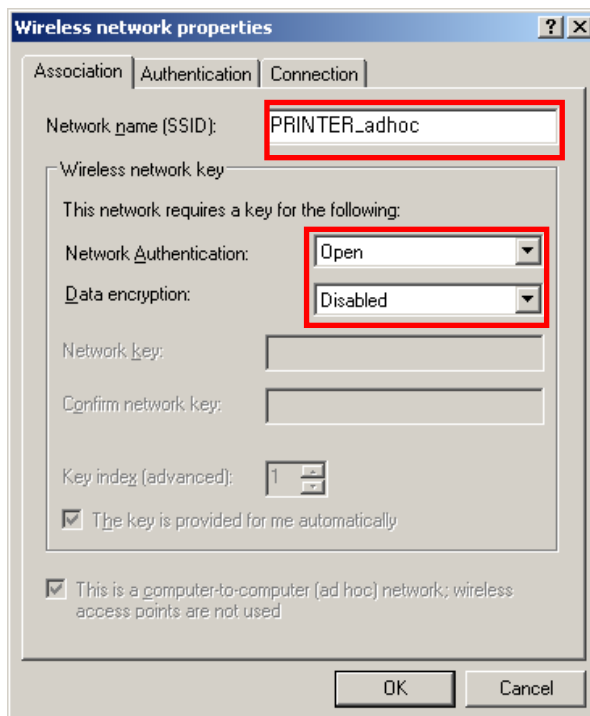 Wireless network properties
Association Authentication Connection
Network name (SSID): PRINTER_adhoc
Wireless network key
This network requires a key for the following:
Network Authentication: Open
Data encryption: Disabled
Network key:
Confirm network key:
Key index (advanced): 1
The key is provided for me automatically
This is a computer-to-computer (ad hoc) network; wireless
access points are not used
OK Cancel